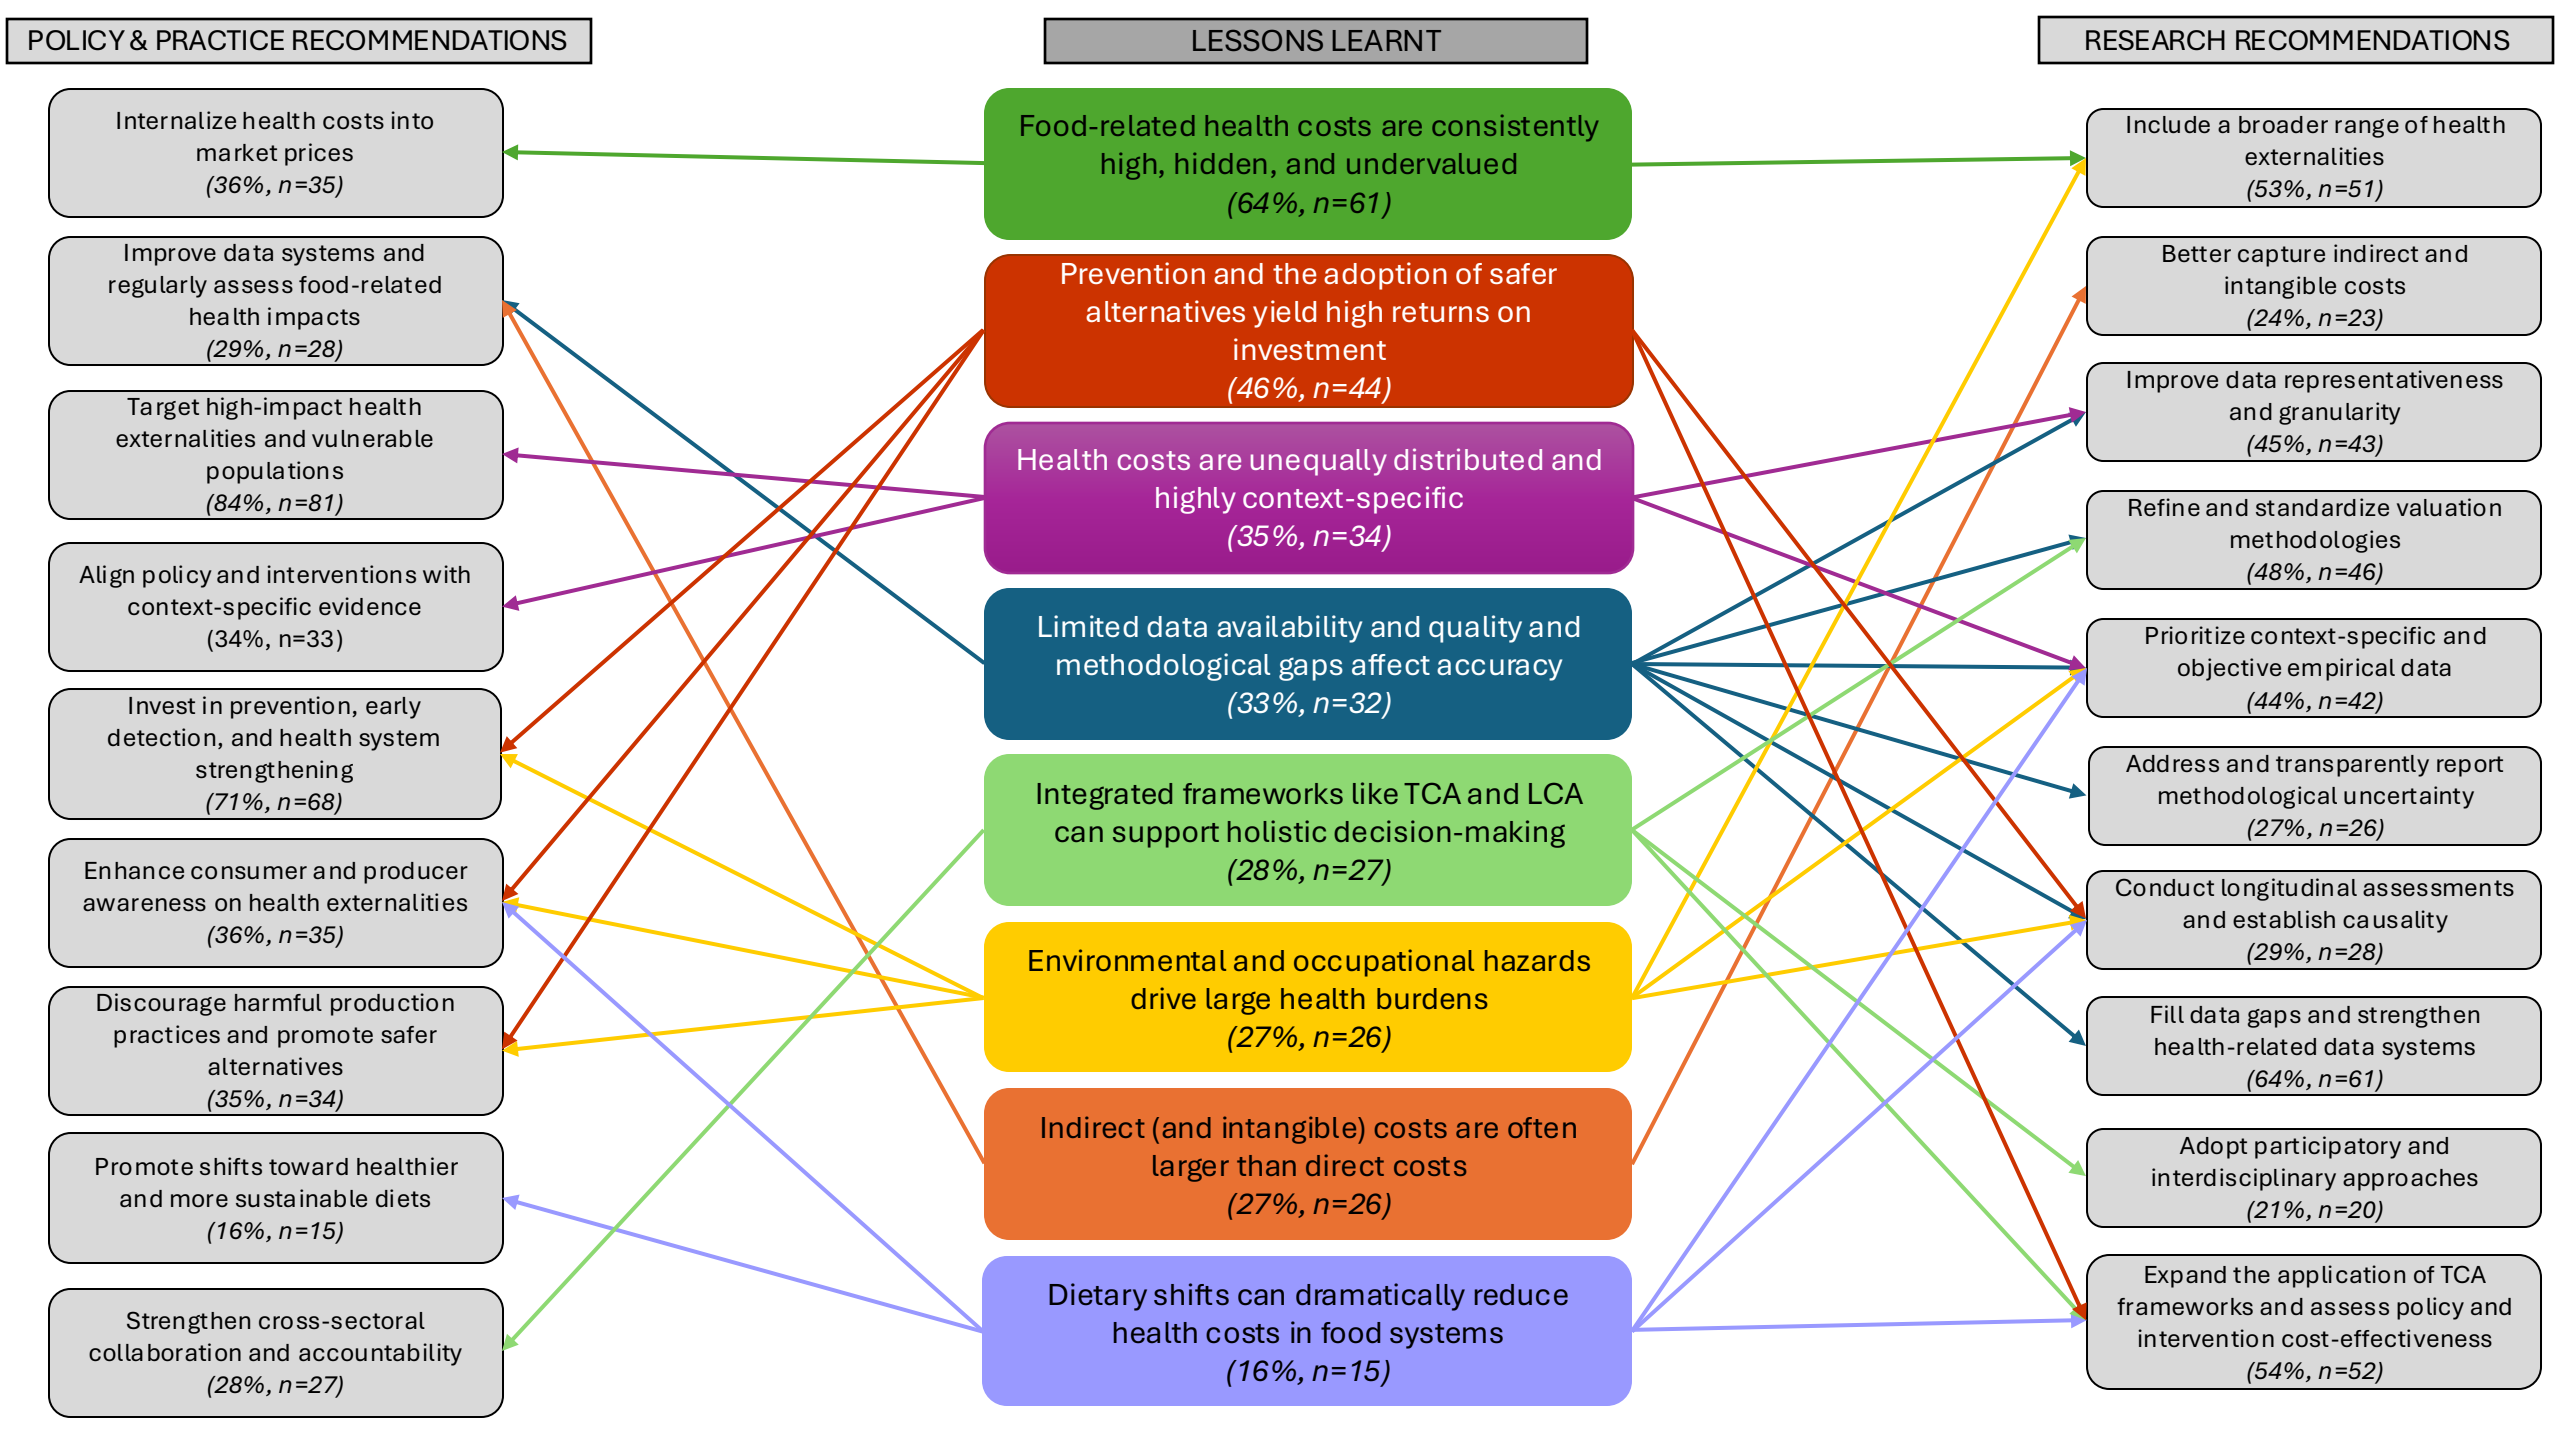 POLICY & PRACTICE RECOMMENDATIONS
Internalize health costs into
market prices
(36%, n=35)
Improve data systems and
regularly assess food-related
health impacts
(29%, n=28)
Target high-impact health
externalities and vulnerable
populations
(84%, n=81)
Align policy and interventions with
context-specific evidence
(34%, n=33)
Invest in prevention, early
detection, and health system
strengthening
(71%, n=68)
Enhance consumer and producer
awareness on health externalities
(36%, n=35)
Discourage harmful production
practices and promote safer
alternatives
(35%, n=34)
Promote shifts toward healthier
and more sustainable diets
(16%, n=15)
Strengthen cross-sectoral
collaboration and accountability
(28%, n=27)
LESSONS LEARNT
Food-related health costs are consistently
high, hidden, and undervalued
(64%, n=61)
Prevention and the adoption of safer
alternatives yield high returns on
investment
(46%, n=44)
Health costs are unequally distributed and
highly context-specific
(35%, n=34)
Limited data availability and quality and
methodological gaps affect accuracy
(33%, n=32)
Integrated frameworks like TCA and LCA
can support holistic decision-making
(28%, n=27)
Environmental and occupational hazards
drive large health burdens
(27%, n=26)
Indirect (and intangible) costs are often
larger than direct costs
(27%, n=26)
Dietary shifts can dramatically reduce
health costs in food systems
(16%, n=15)
RESEARCH RECOMMENDATIONS
Include a broader range of health
externalities
(53%, n=51)
Better capture indirect and
intangible costs
(24%, n=23)
Improve data representativeness
and granularity
(45%, n=43)
Refine and standardize valuation
methodologies
(48%, n=46)
Prioritize context-specific and
objective empirical data
(44%, n=42)
Address and transparently report
methodological uncertainty
(27%, n=26)
Conduct longitudinal assessments
and establish causality
(29%, n=28)
Fill data gaps and strengthen
health-related data systems
(64%, n=61)
Adopt participatory and
interdisciplinary approaches
(21%, n=20)
Expand the application of TCA
frameworks and assess policy and
intervention cost-effectiveness
(54%, n=52)